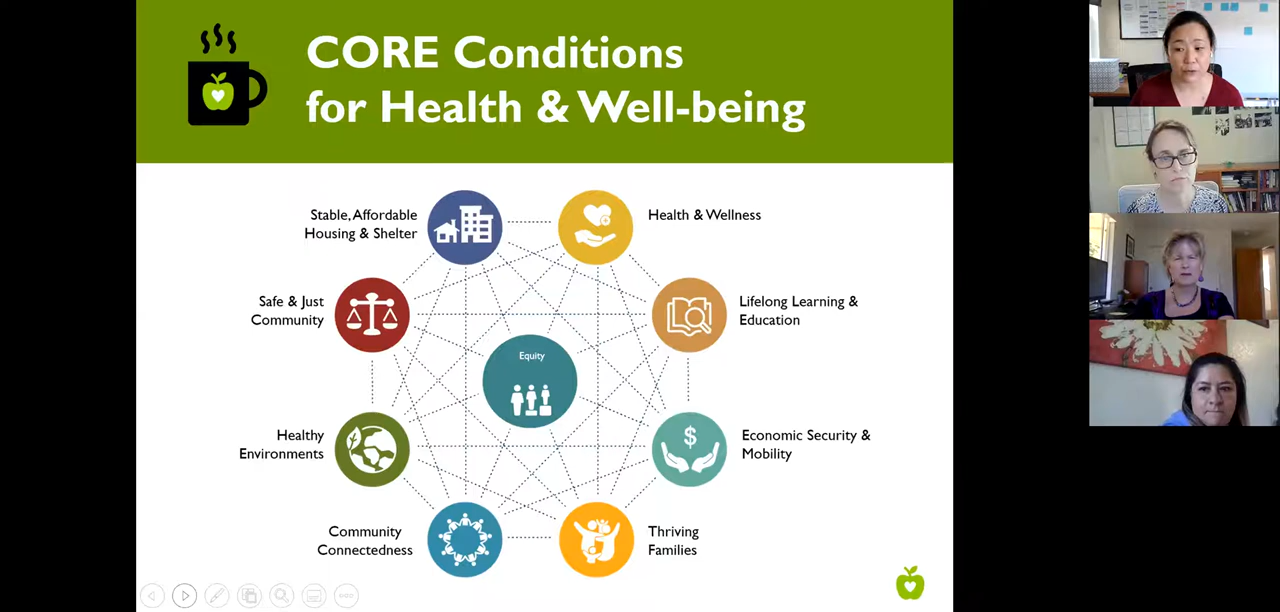 CORE Conditions
for Health & Well-being
Stable, Affordable
Housing & Shelter
Health & Wellness
Safe & Just
Community
Lifelong Learning &
Education
Equity
Healthy
Environments
$
Economic Security &
Mobility
Community
Connectedness
Thriving
Families